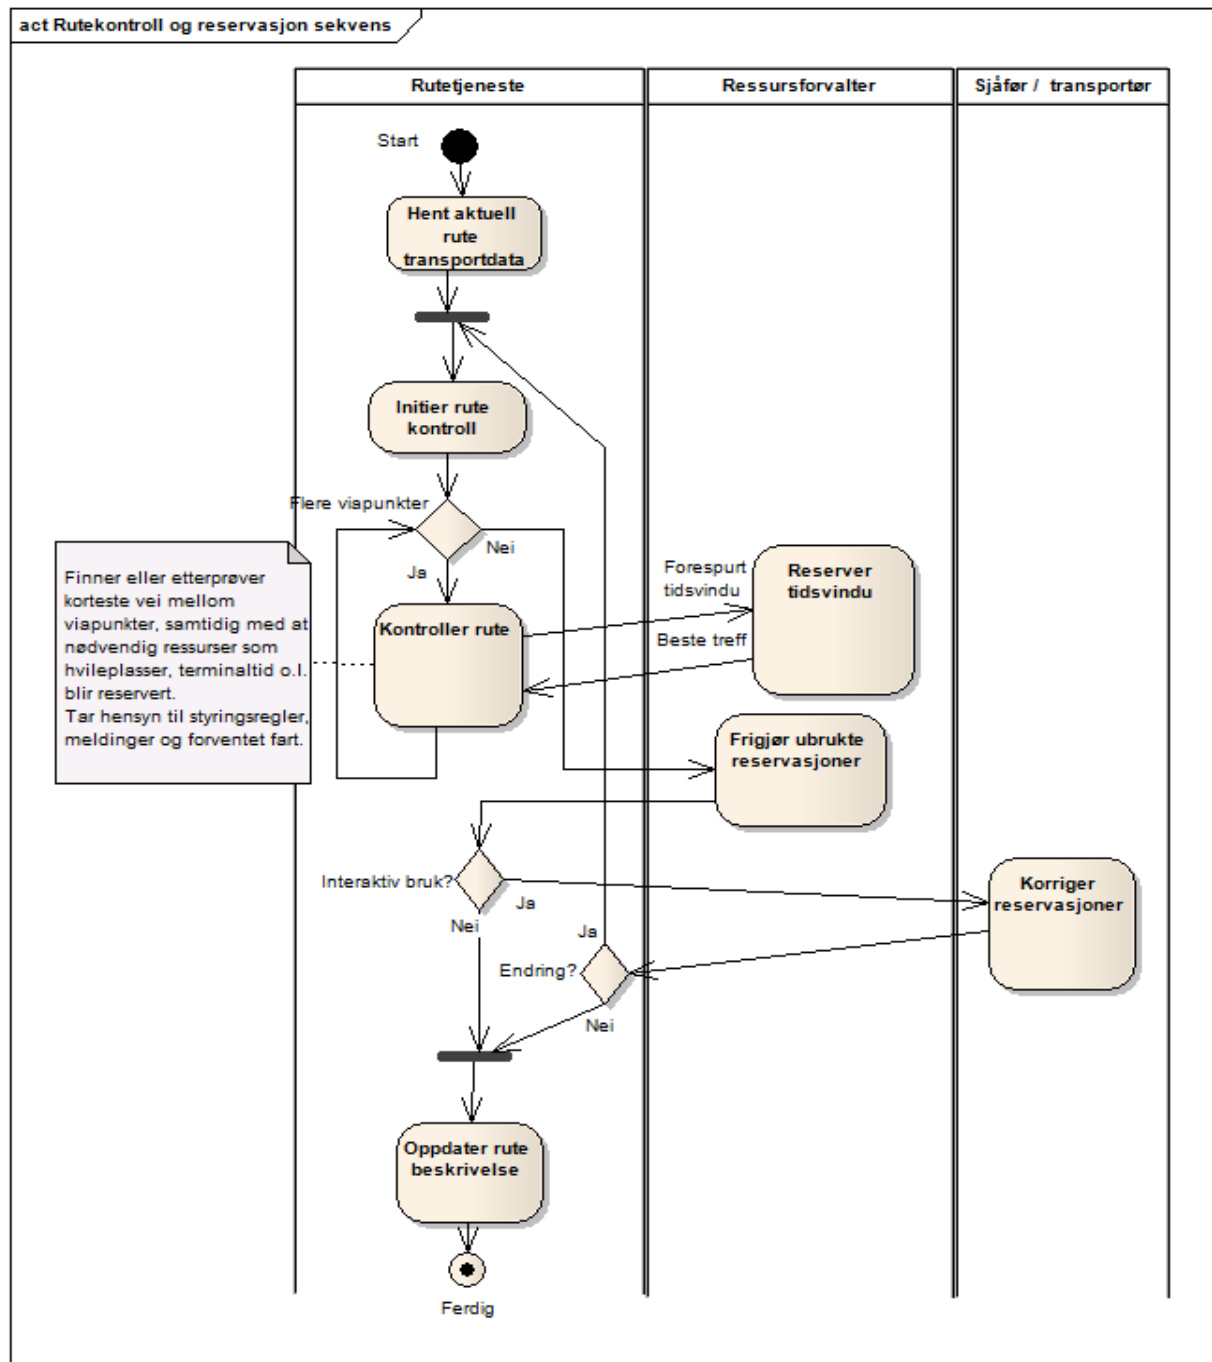 act Rutekontroll og reservasjon sekvens
Rutetjeneste
Ressursforvalter
Sjåfør / transportør
Start
Hent aktuell
rute
transportdata
Initier rute
kontroll
Flere viapunkter
Nei
Ja
Finner eller etterprøver
korteste vei mellom
viapunkter, samtidig med at
nødvendig ressurser som
hvileplasser, terminaltid o.l.
blir reservert.
Tar hensyn til styringsregler,
meldinger og forventet fart.
Kontroller rute
Forespurt
tidsvindu
Beste treff
Reserver
tidsvindu
Frigjør ubrukte
reservasjoner
Interaktiv bruk?
Ja
Nei
Korriger
reservasjoner
Ja
Endring?
Nei
Oppdater rute
beskrivelse
Ferdig